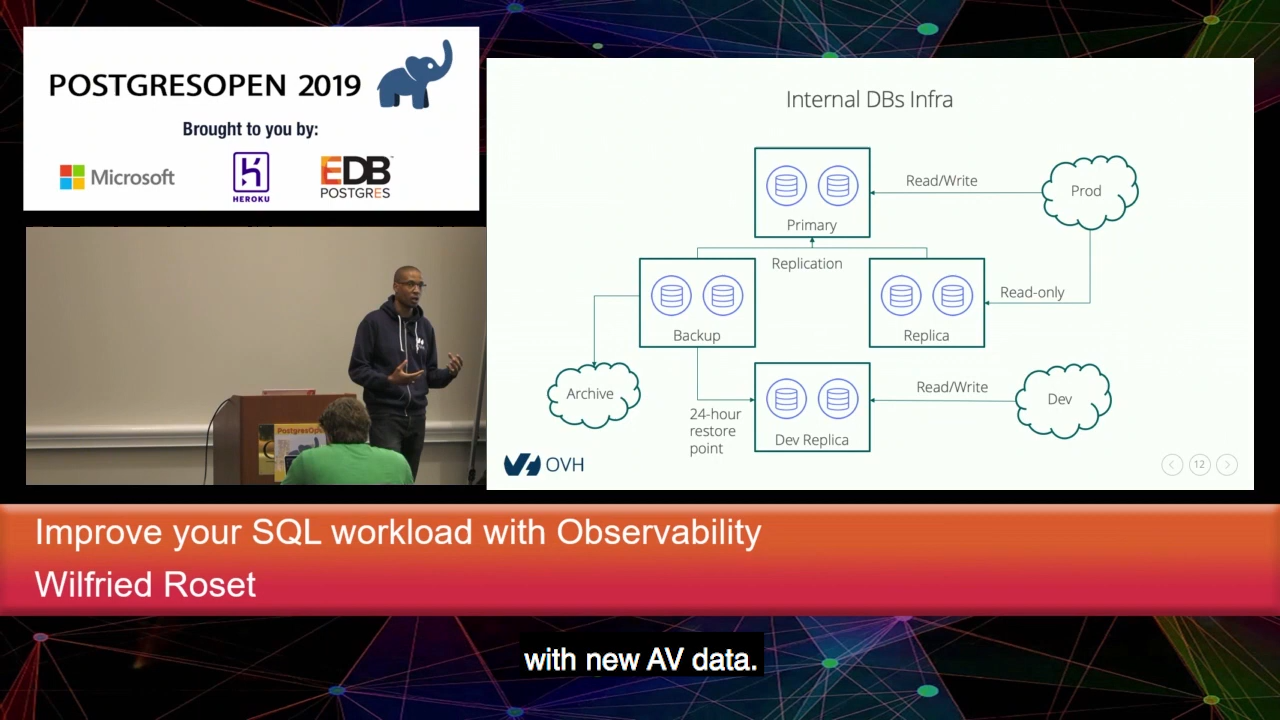 POSTGRESOPEN 2019
Brought to you by:
Microsoft
HEROKU
EDB
POSTGRES
Internal DBs Infra
Primary
Read/Write
Prod
Replication
Backup
Replica
Read-only
Archive
24-hour
restore
point
Dev Replica
Read/Write
Dev
OVH
12
PostgresOpen
Improve your SQL workload with Observability
Wilfried Roset
with new AV data.